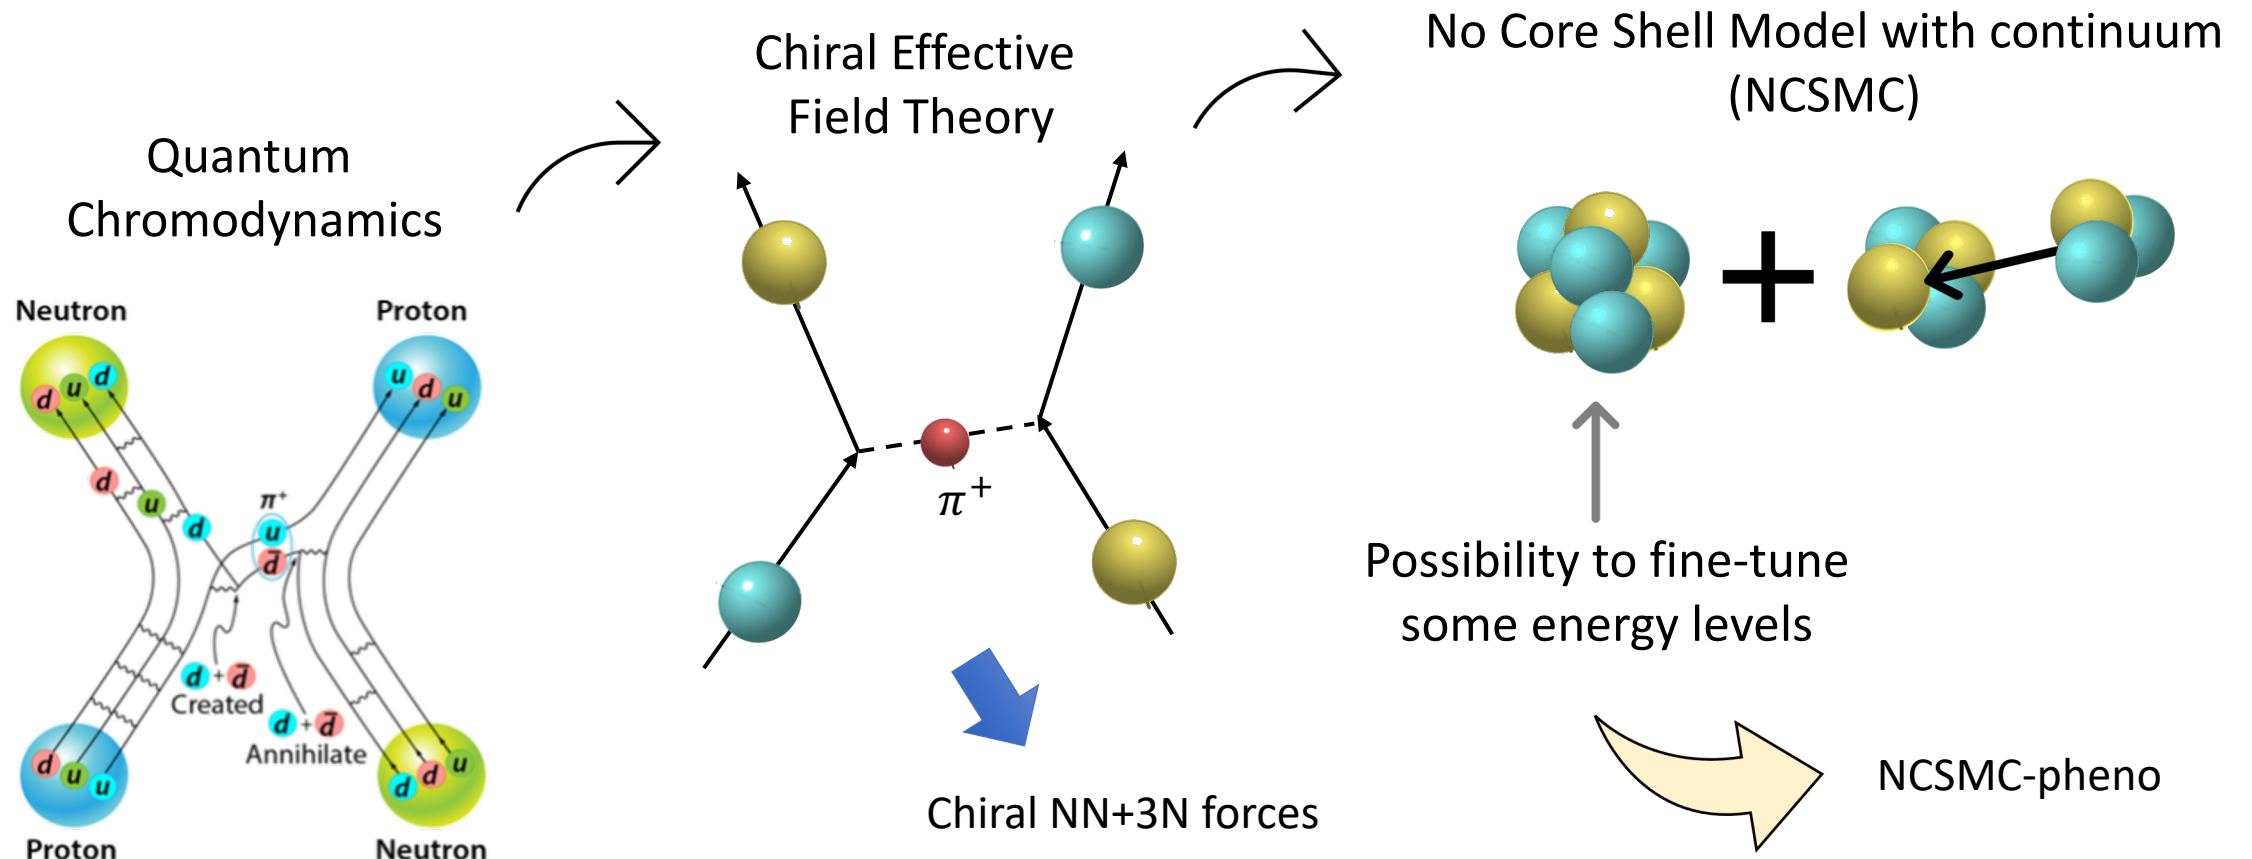 Quantum
Chromodynamics
Neutron
Proton
d u d
u d u
d
u
d
π⁺
u
d̅
d + d̅
Created
d + d̅
Annihilate
d u u
d d u
Proton
Neutron
Chiral Effective
Field Theory
π⁺
Chiral NN+3N forces
No Core Shell Model with continuum
(NCSMC)
+
Possibility to fine-tune
some energy levels
NCSMC-pheno